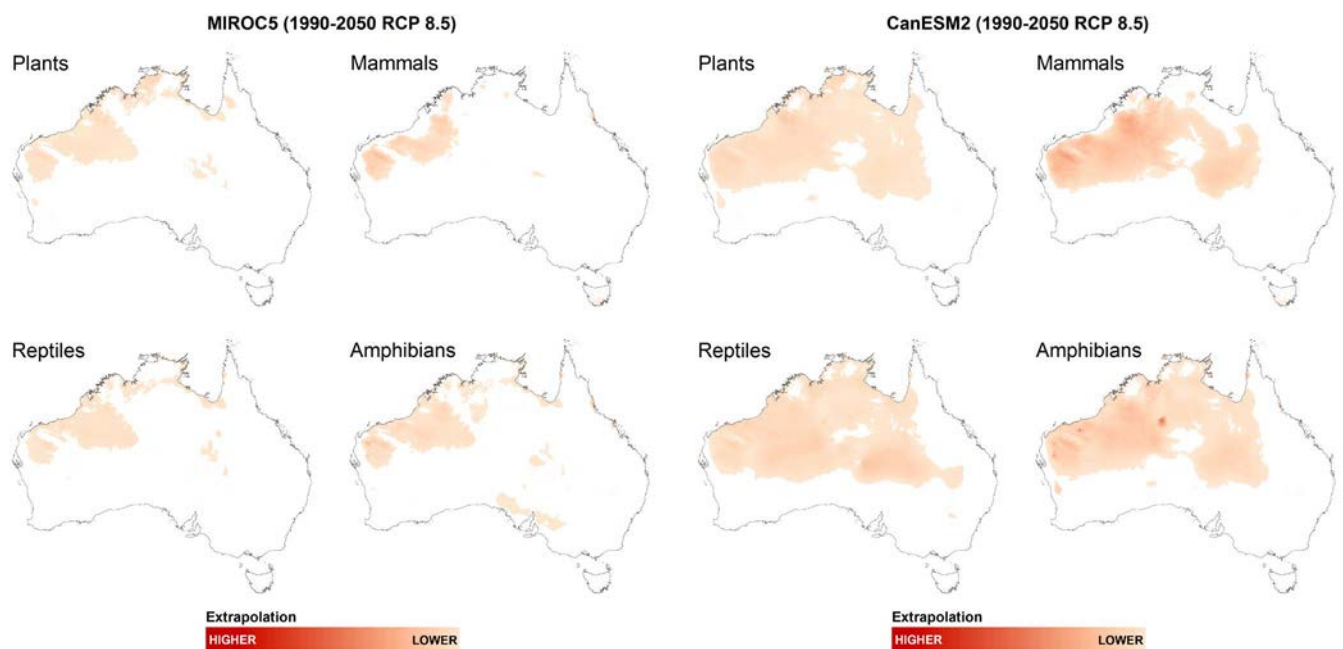 MIROC5 (1990-2050 RCP 8.5)
Plants
Mammals
Reptiles
Amphibians
Extrapolation
HIGHER
LOWER
CanESM2 (1990-2050 RCP 8.5)
Plants
Mammals
Reptiles
Amphibians
Extrapolation
HIGHER
LOWER